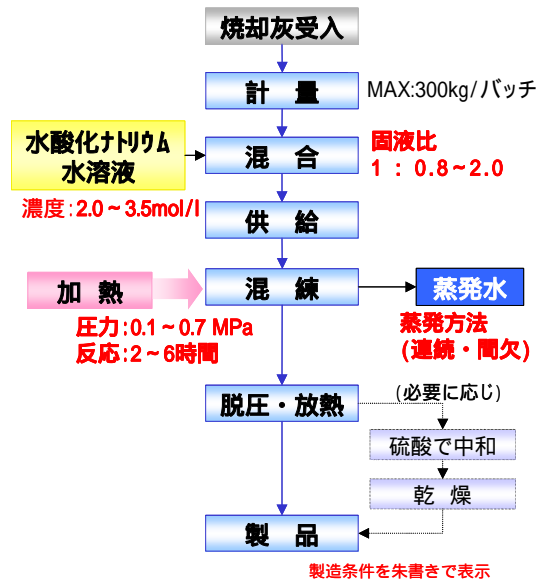 焼却灰受入
計 量
MAX:300kg/バッチ
水酸化ナトリウム
水溶液
混 合
固液比
1 : 0.8~2.0
濃度:2.0~3.5mol/l
供 給
加 熱
混 練
蒸発水
圧力:0.1~0.7 MPa
反応:2~6時間
蒸発方法
(連続・間欠)
脱圧・放熱
(必要に応じ)
硫酸で中和
乾 燥
製 品
製造条件を朱書きで表示